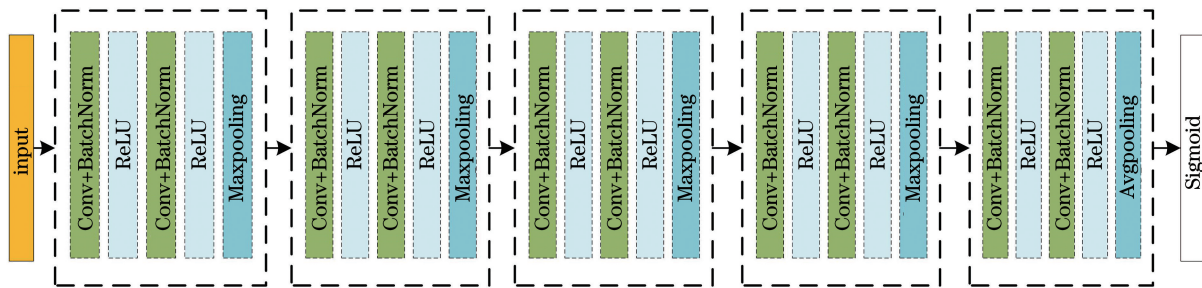 input
Conv+BatchNorm
ReLU
Conv+BatchNorm
ReLU
Maxpooling
Conv+BatchNorm
ReLU
Conv+BatchNorm
ReLU
Maxpooling
Conv+BatchNorm
ReLU
Conv+BatchNorm
ReLU
Maxpooling
Conv+BatchNorm
ReLU
Conv+BatchNorm
ReLU
Maxpooling
Conv+BatchNorm
ReLU
Conv+BatchNorm
ReLU
Avgpooling
Sigmoid